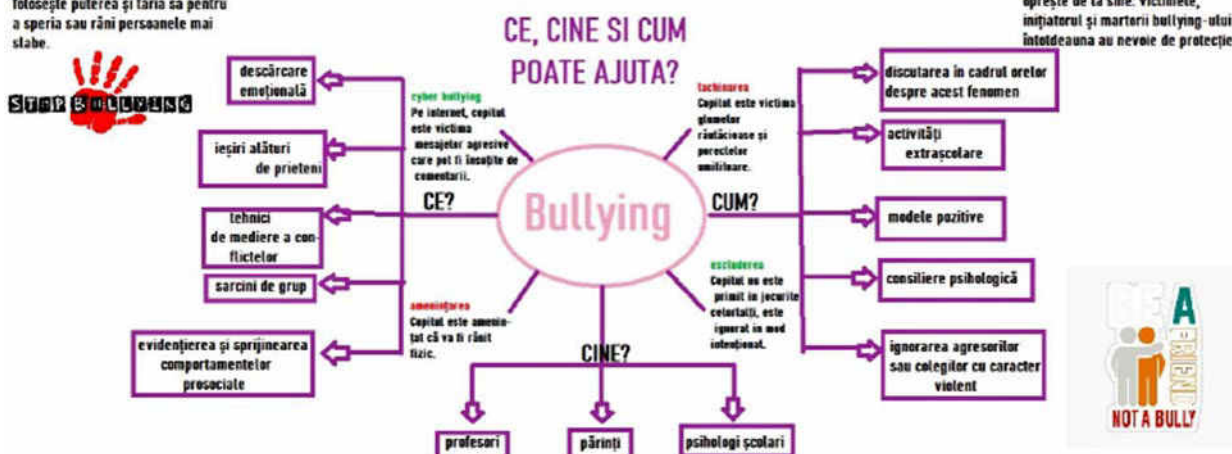 folosește puterea și tăria sa pentru
a speria sau răni persoanele mai
slabe.
STOP BULLYING
CE, CINE SI CUM
POATE AJUTA?
oprește de la sine. Victimele,
inițiatorul și martorii bullying-ului
întotdeauna au nevoie de protecție
descărcare
emoțională
ieșiri alături
de prieteni
tehnici
de mediere a con-
flictelor
sarcini de grup
evidențierea și sprijinearea
comportamentelor
prosociale
cyber bullying
Pe internet, copilul
este victima
mesajelor agresive
care pot fi însoțite de
comentarii.
CE?
amenințarea
Copilul este amenin-
țat că va fi rănit
fizic.
Bullying
tachinarea
Copilul este victima
glumelor
răutăcioase și
poreclelor
umilitoare.
CUM?
excluderea
Copilul nu este
primit in jocurile
celorlalți, este
ignorat in mod
intenționat.
CINE?
profesori
părinți
psihologi școlari
discutarea în cadrul orelor
despre acest fenomen
activități
extrașcolare
modele pozitive
consiliere psihologică
ignorarea agresorilor
sau colegilor cu caracter
violent
BE A
FRIEND
NOT A BULLY